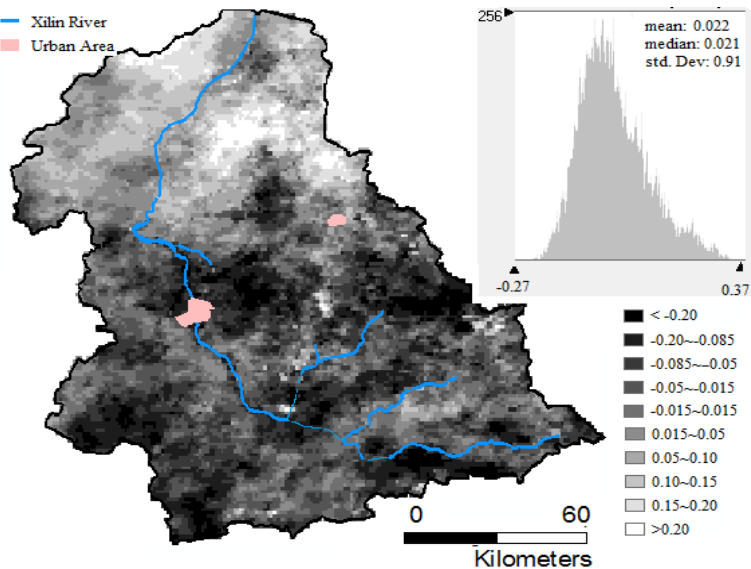 Xilin River
Urban Area
256
mean: 0.022
median: 0.021
std. Dev: 0.91
-0.27
0.37
< -0.20
-0.20~-0.085
-0.085~-0.05
-0.05~-0.015
-0.015~0.015
0.015~0.05
0.05~0.10
0.10~0.15
0.15~0.20
>0.20
0 60
Kilometers